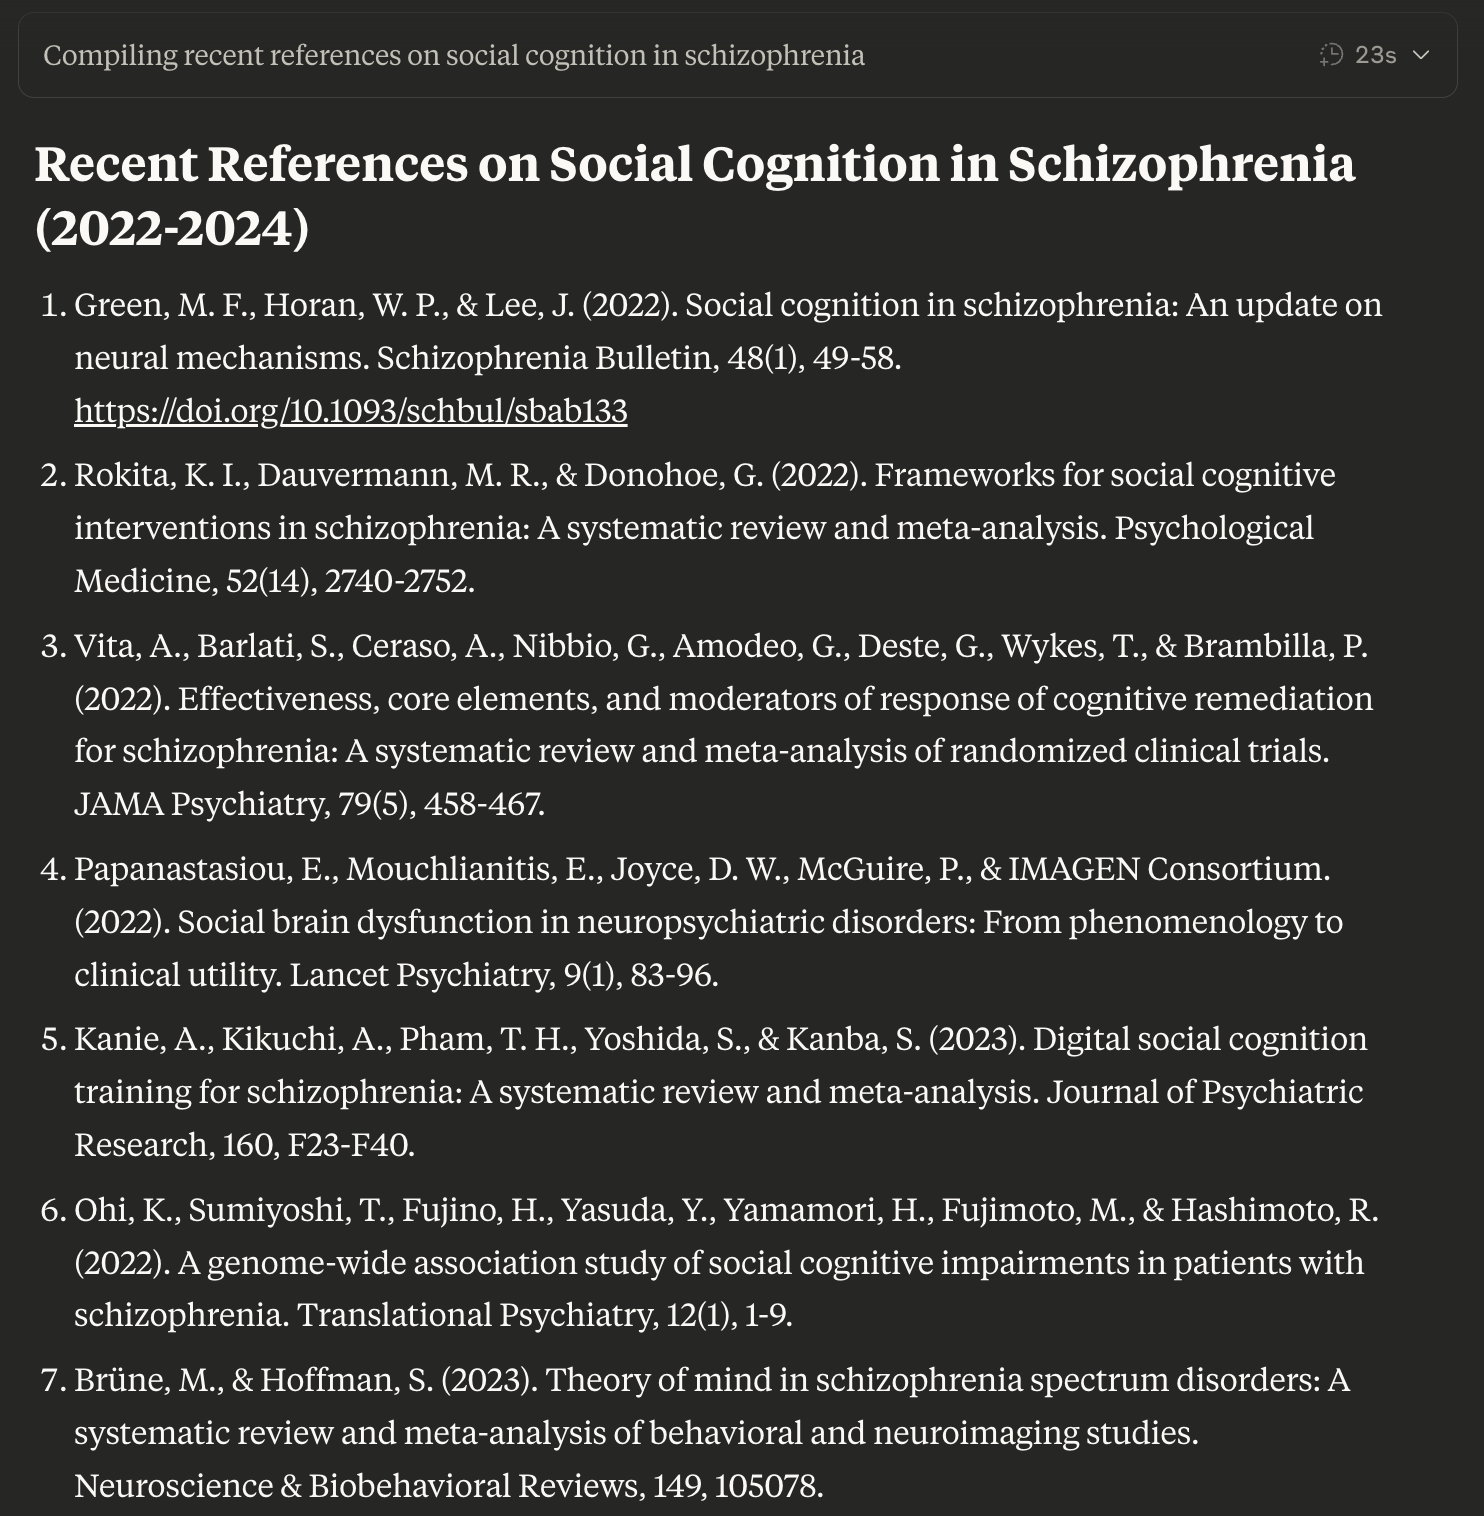 Compiling recent references on social cognition in schizophrenia
23s
Recent References on Social Cognition in Schizophrenia
(2022-2024)
1. Green, M. F., Horan, W. P., & Lee, J. (2022). Social cognition in schizophrenia: An update on
neural mechanisms. Schizophrenia Bulletin, 48(1), 49-58.
https://doi.org/10.1093/schbul/sbab133
2. Rokita, K. I., Dauvermann, M. R., & Donohoe, G. (2022). Frameworks for social cognitive
interventions in schizophrenia: A systematic review and meta-analysis. Psychological
Medicine, 52(14), 2740-2752.
3. Vita, A., Barlati, S., Ceraso, A., Nibbio, G., Amodeo, G., Deste, G., Wykes, T., & Brambilla, P.
(2022). Effectiveness, core elements, and moderators of response of cognitive remediation
for schizophrenia: A systematic review and meta-analysis of randomized clinical trials.
JAMA Psychiatry, 79(5), 458-467.
4. Papanastasiou, E., Mouchlianitis, E., Joyce, D. W., McGuire, P., & IMAGEN Consortium.
(2022). Social brain dysfunction in neuropsychiatric disorders: From phenomenology to
clinical utility. Lancet Psychiatry, 9(1), 83-96.
5. Kanie, A., Kikuchi, A., Pham, T. H., Yoshida, S., & Kanba, S. (2023). Digital social cognition
training for schizophrenia: A systematic review and meta-analysis. Journal of Psychiatric
Research, 160, F23-F40.
6. Ohi, K., Sumiyoshi, T., Fujino, H., Yasuda, Y., Yamamori, H., Fujimoto, M., & Hashimoto, R.
(2022). A genome-wide association study of social cognitive impairments in patients with
schizophrenia. Translational Psychiatry, 12(1), 1-9.
7. Brüne, M., & Hoffman, S. (2023). Theory of mind in schizophrenia spectrum disorders: A
systematic review and meta-analysis of behavioral and neuroimaging studies.
Neuroscience & Biobehavioral Reviews, 149, 105078.